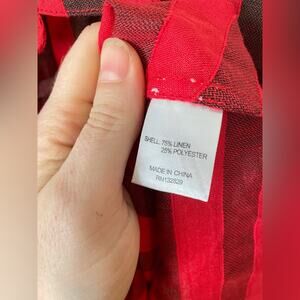 SHELL: 75% LINEN
25% POLYESTER
MADE IN CHINA
RN132829